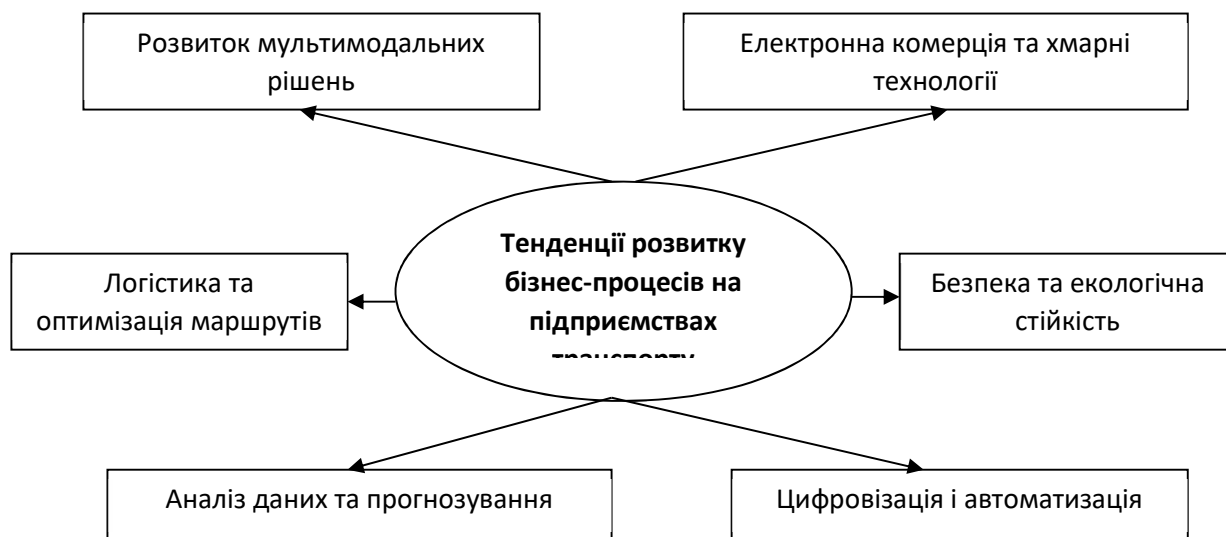 Розвиток мультимодальних
рішень
Електронна комерція та хмарні
технології
Тенденції розвитку
бізнес-процесів на
підприємствах
транспорту
Логістика та
оптимізація маршрутів
Безпека та екологічна
стійкість
Аналіз даних та прогнозування
Цифровізація і автоматизація